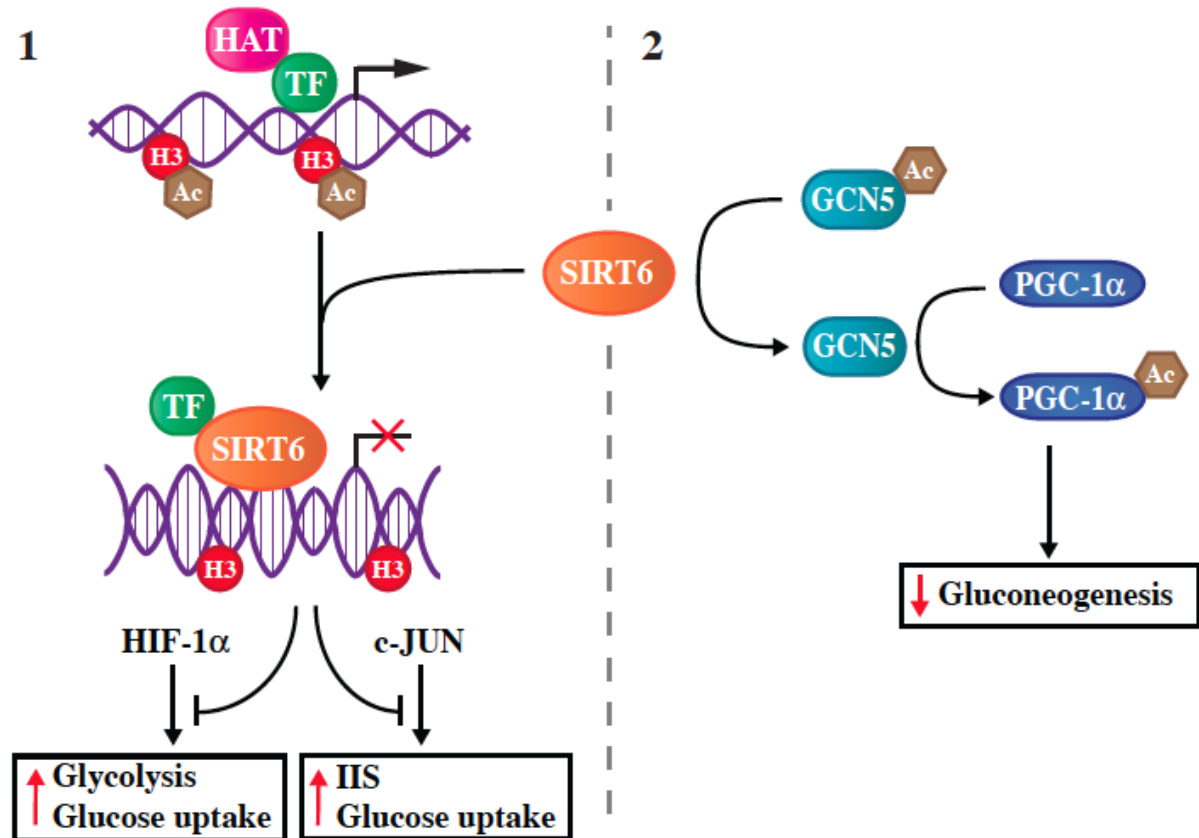 1
HAT
TF
H3
H3
Ac
Ac
SIRT6
TF
SIRT6
H3
H3
HIF-1α
c-JUN
Glycolysis
Glucose uptake
IIS
Glucose uptake
2
Ac
GCN5
PGC-1α
GCN5
Ac
PGC-1α
Gluconeogenesis